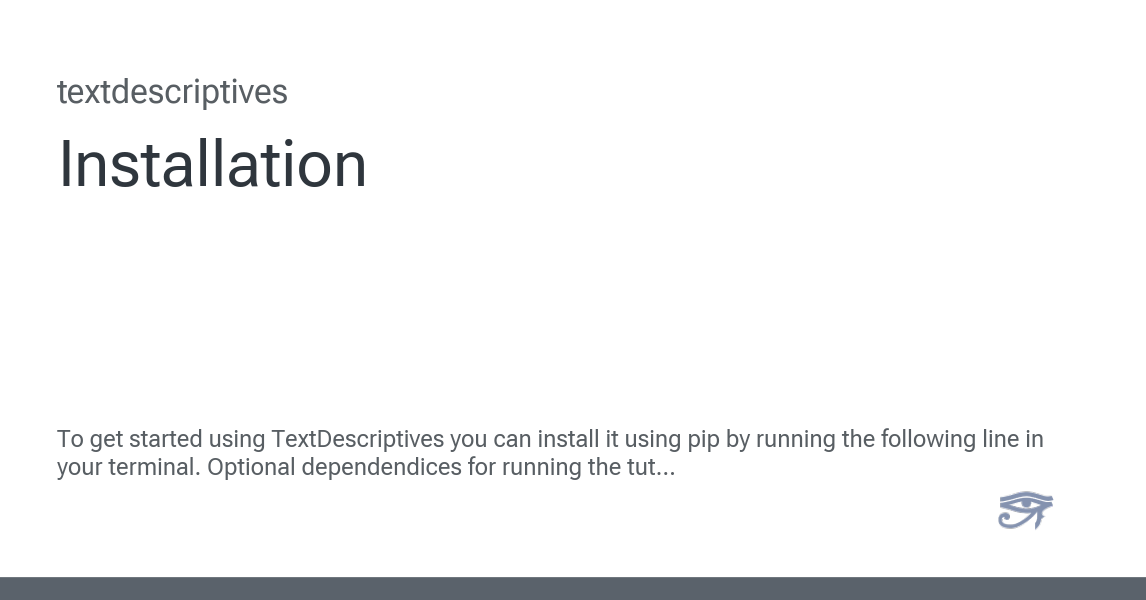 textdescriptives
Installation
To get started using TextDescriptives you can install it using pip by running the following line in
your terminal. Optional dependendices for running the tut...